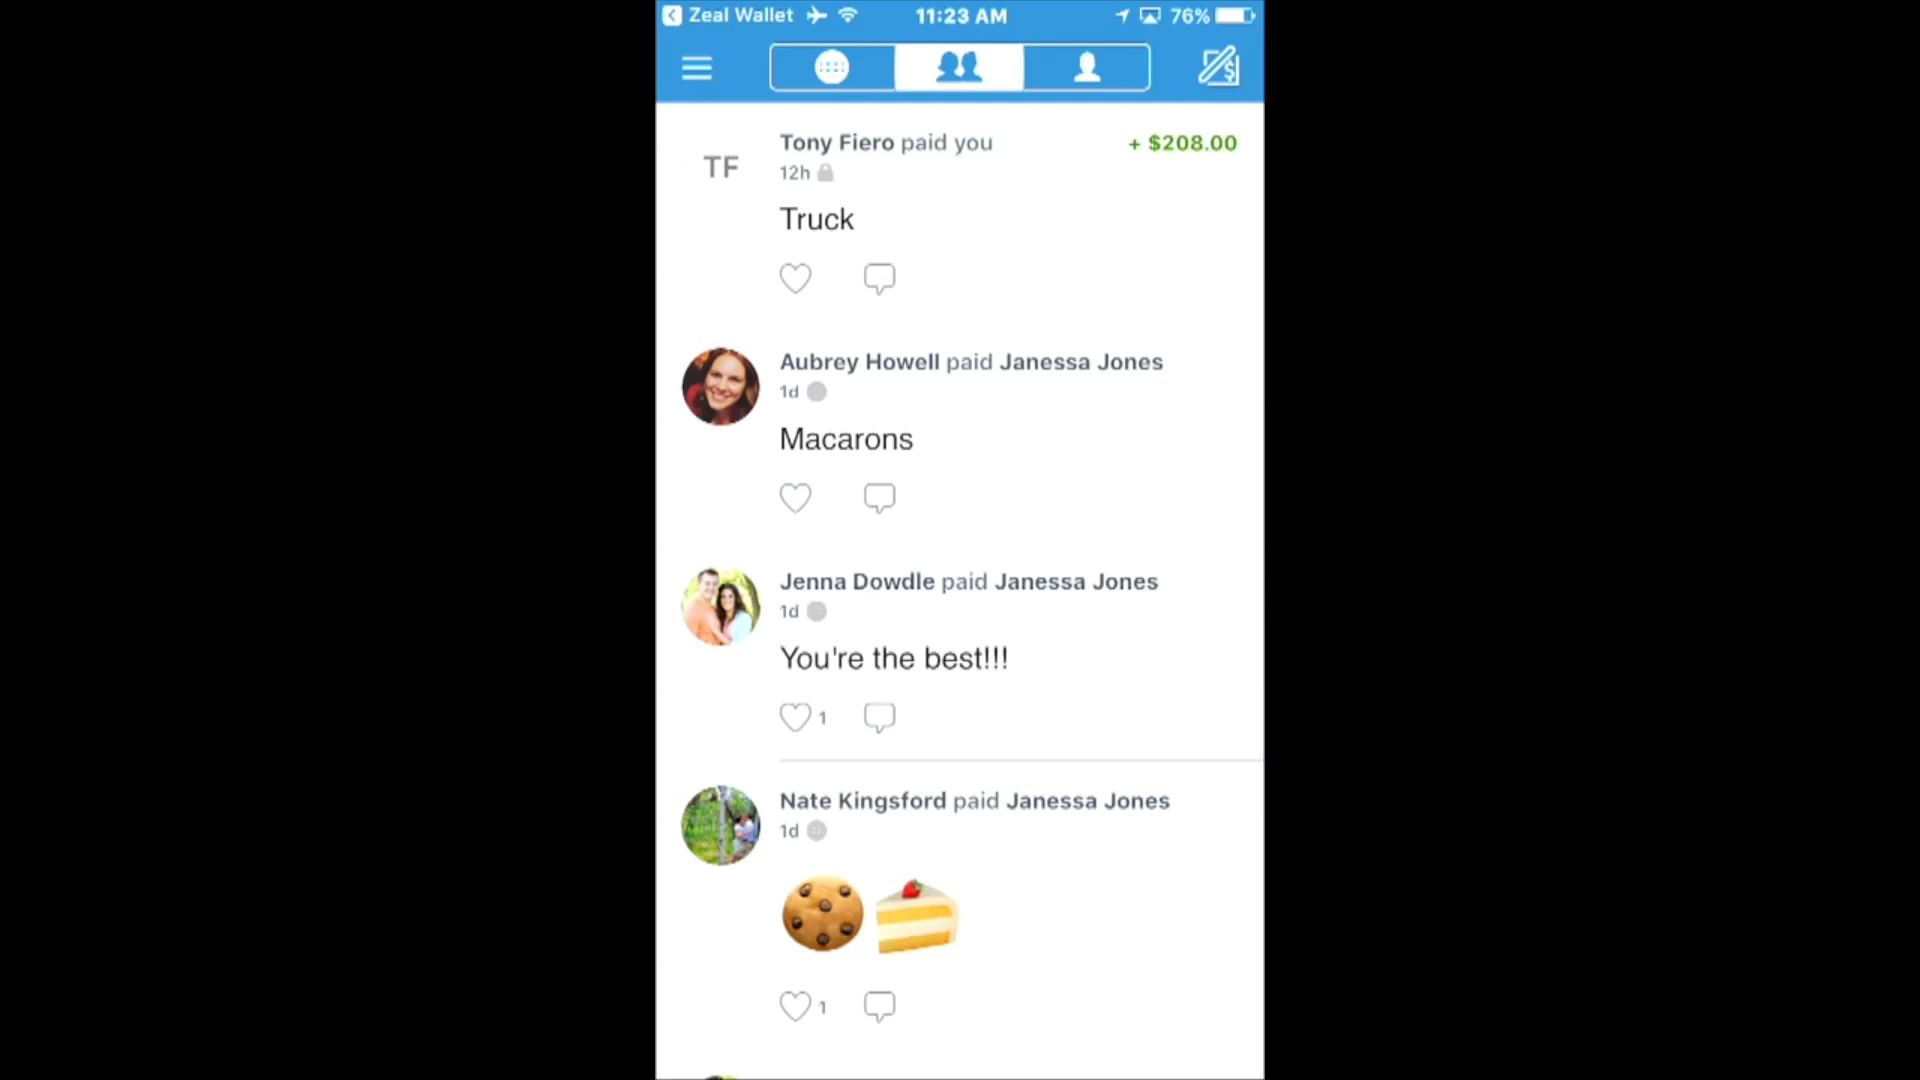 Zeal Wallet 11:23 AM 76%
Tony Fiero paid you + $208.00
TF
12h
Truck
Aubrey Howell paid Janessa Jones
1d
Macarons
Jenna Dowdle paid Janessa Jones
1d
You're the best!!!
1
Nate Kingsford paid Janessa Jones
1d
1